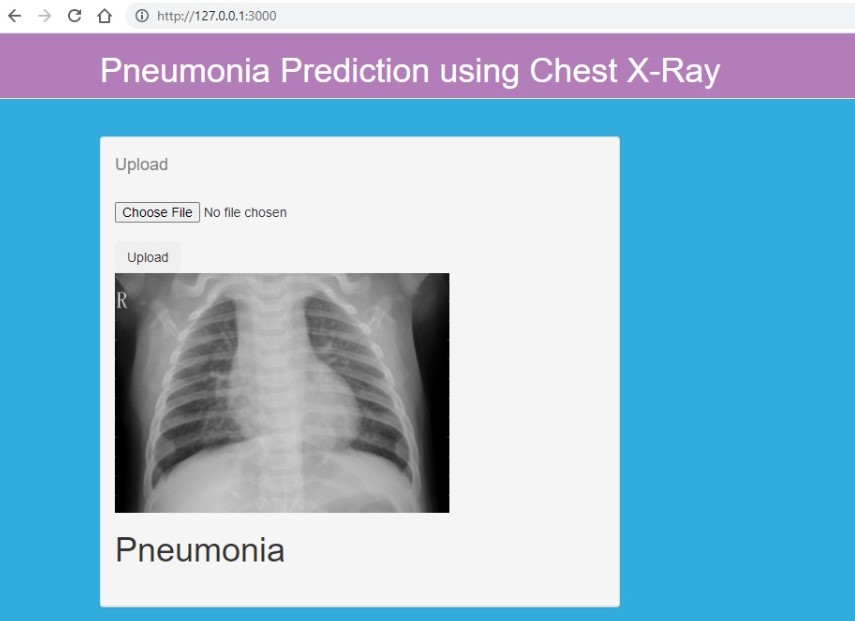 http://127.0.0.1:3000
Pneumonia Prediction using Chest X-Ray
Upload
Choose File No file chosen
Upload
R
Pneumonia